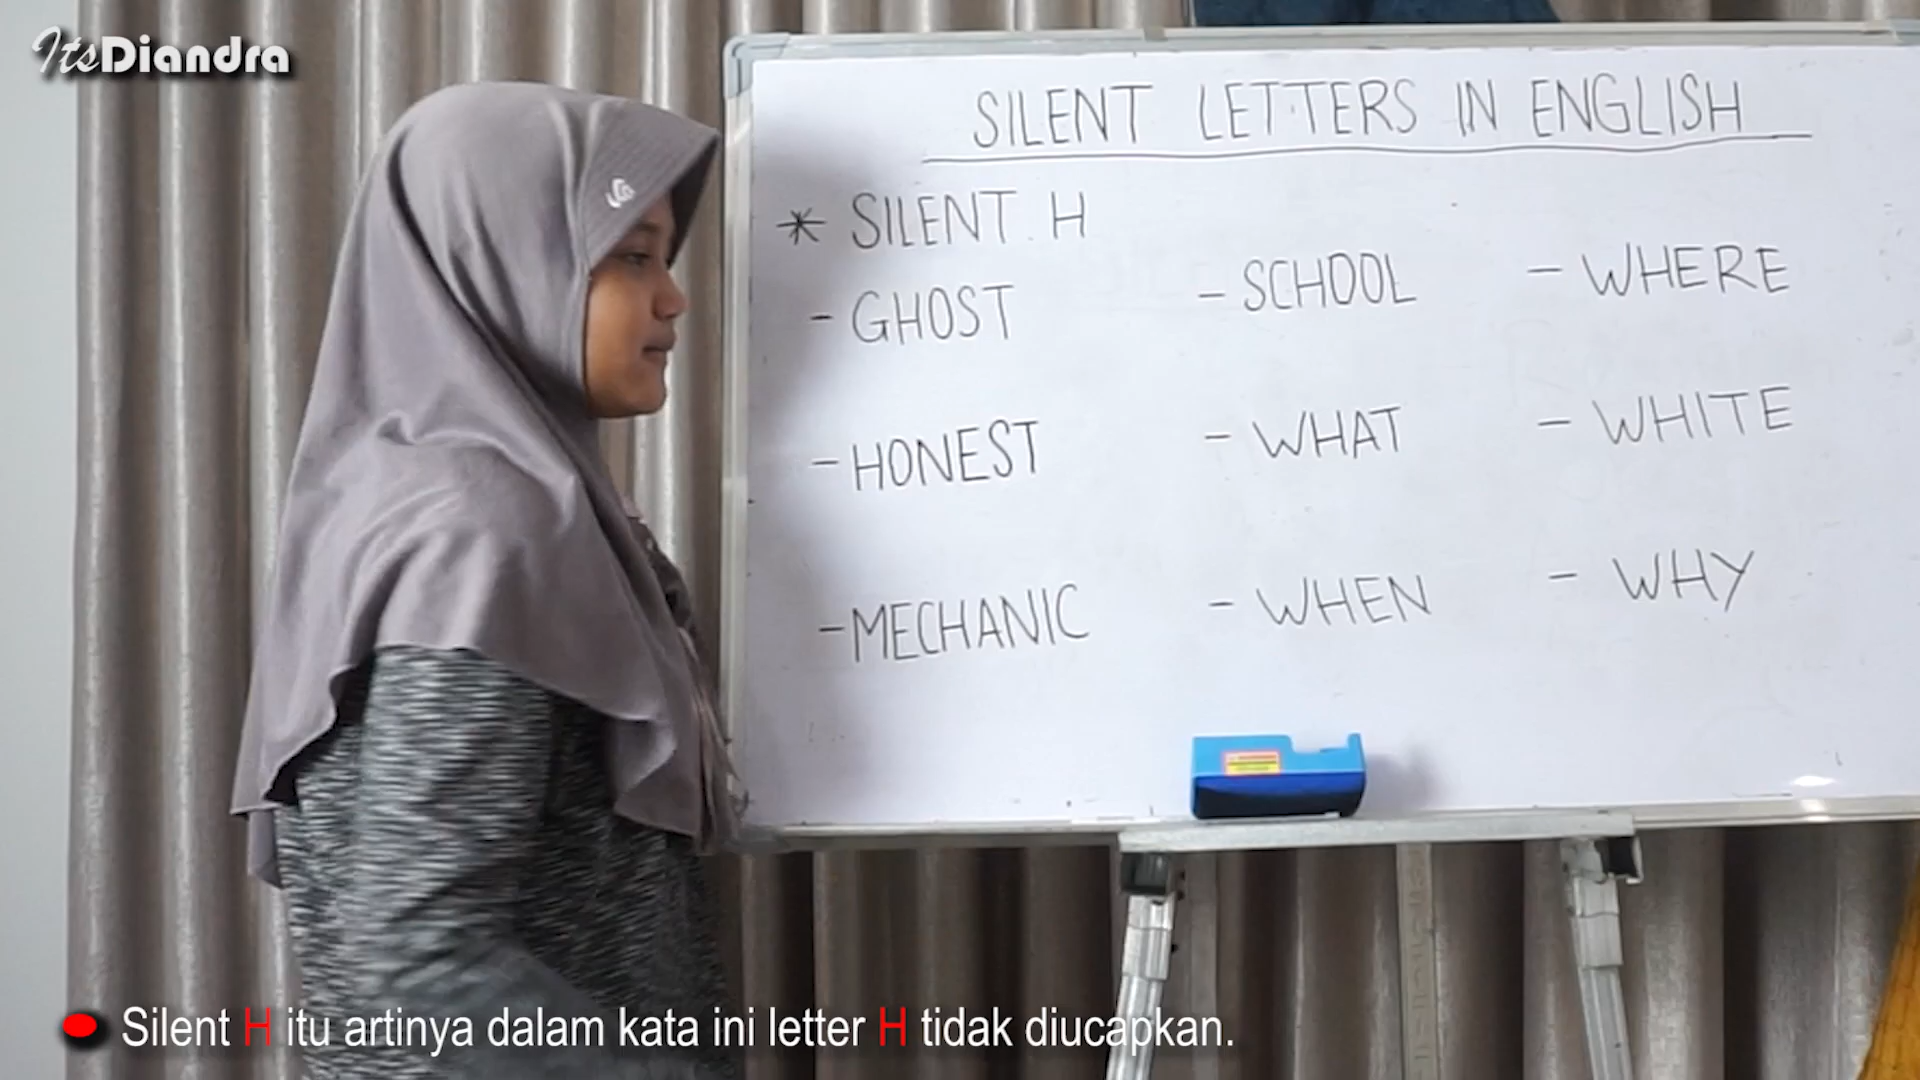 ItsDiandra
SILENT LETTERS IN ENGLISH
* SILENT H
- GHOST
- HONEST
- MECHANIC
- SCHOOL
- WHAT
- WHEN
- WHERE
- WHITE
- WHY
Silent H itu artinya dalam kata ini letter H tidak diucapkan.